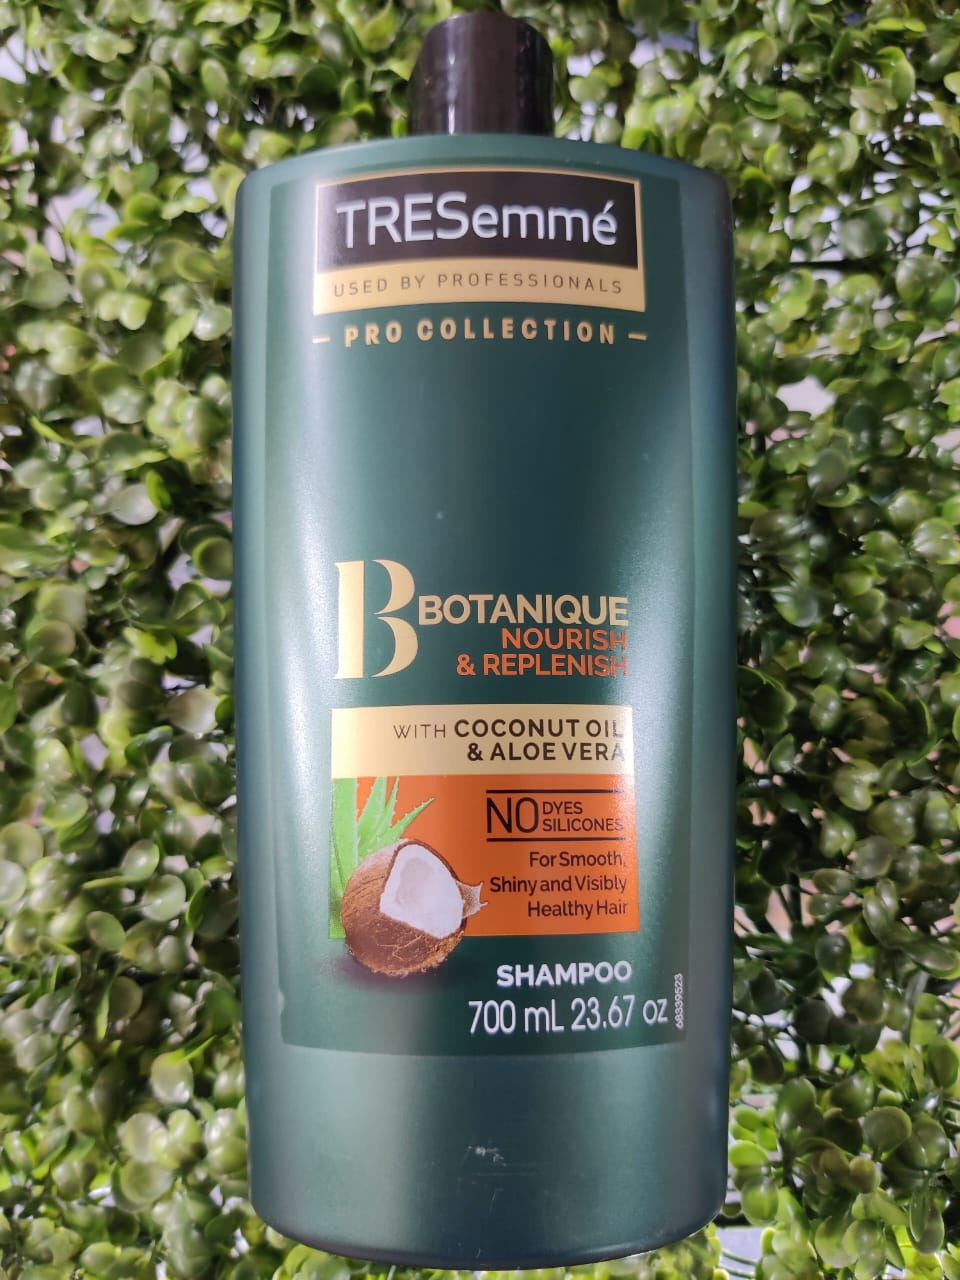 TRESemmé
USED BY PROFESSIONALS
- PRO COLLECTION -
B BOTANIQUE
NOURISH
& REPLENISH
WITH COCONUT OIL
& ALOE VERA
NO DYES
SILICONES
For Smooth,
Shiny and Visibly
Healthy Hair
SHAMPOO
700 mL 23.67 oz
68339523